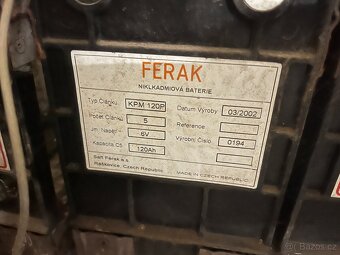 FERAK
NIKLKADMIOVÁ BATERIE
Typ článku KPM 120P Datum Výroby 03/2002
Počet článků 5 Reference
Jm. Napětí 6V Výrobní Číslo 0194
Kapacita C5 120Ah
Saft Ferak a.s.
Raškovice, Czech Republic
MADE IN CZECH REPUBLIC
Bazos.cz